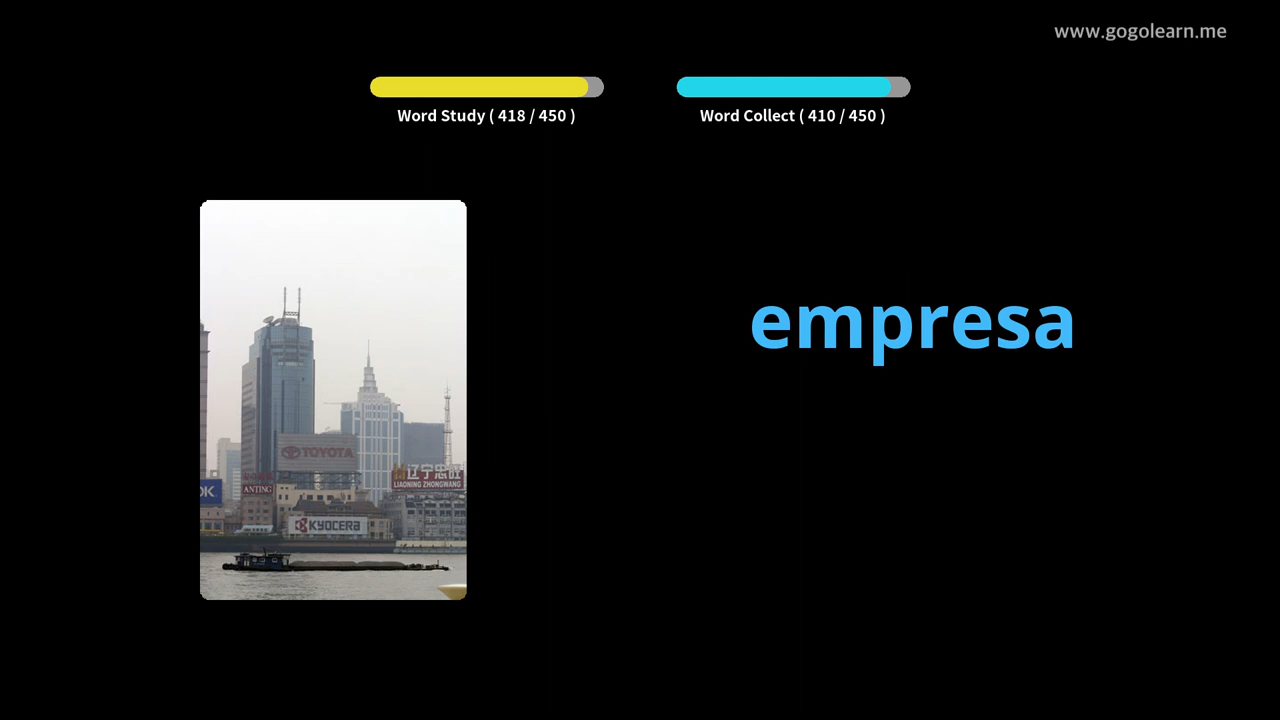 www.gogolearn.me
Word Study ( 418 / 450 )
Word Collect ( 410 / 450 )
empresa
TOYOTA
辽宁忠旺
LIAONING ZHONGWANG
ANTING
KYOCERA